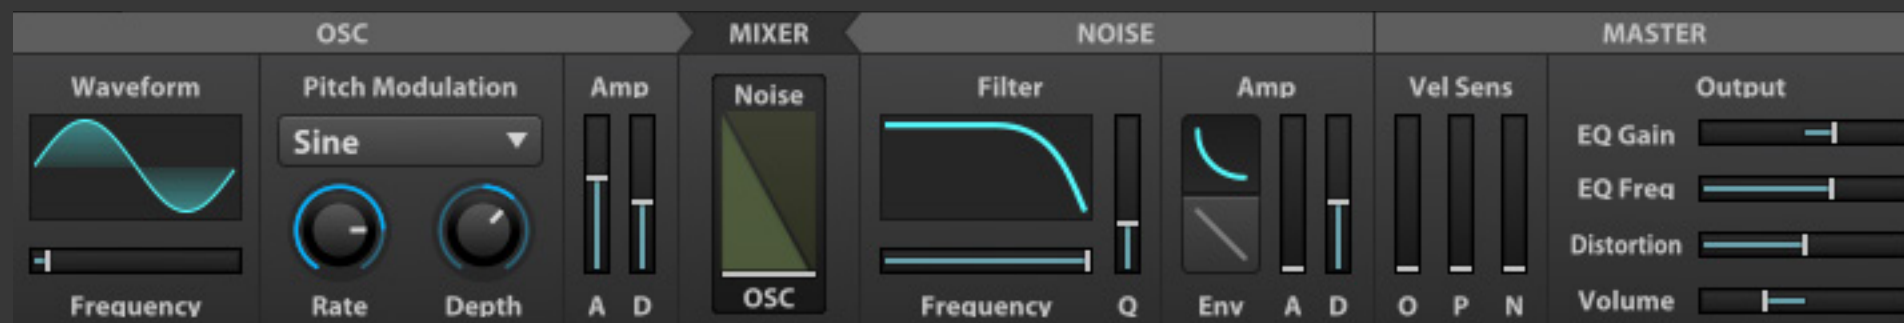 OSC MIXER NOISE MASTER
Waveform Pitch Modulation Amp Noise Filter Amp Vel Sens Output
Sine
EQ Gain
EQ Freq
Distortion
OSC
Volume
Frequency Rate Depth A D Frequency Q Env A D O P N